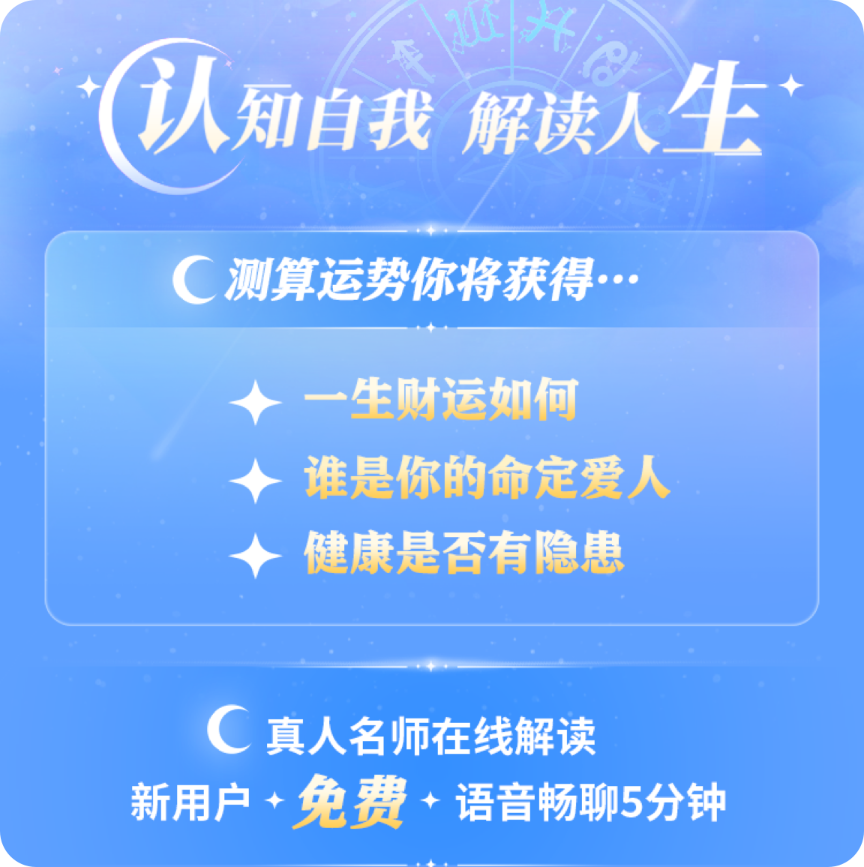 认知自我 解读人生
测算运势你将获得…
一生财运如何
谁是你的命定爱人
健康是否有隐患
真人名师在线解读
新用户 免费 语音畅聊5分钟